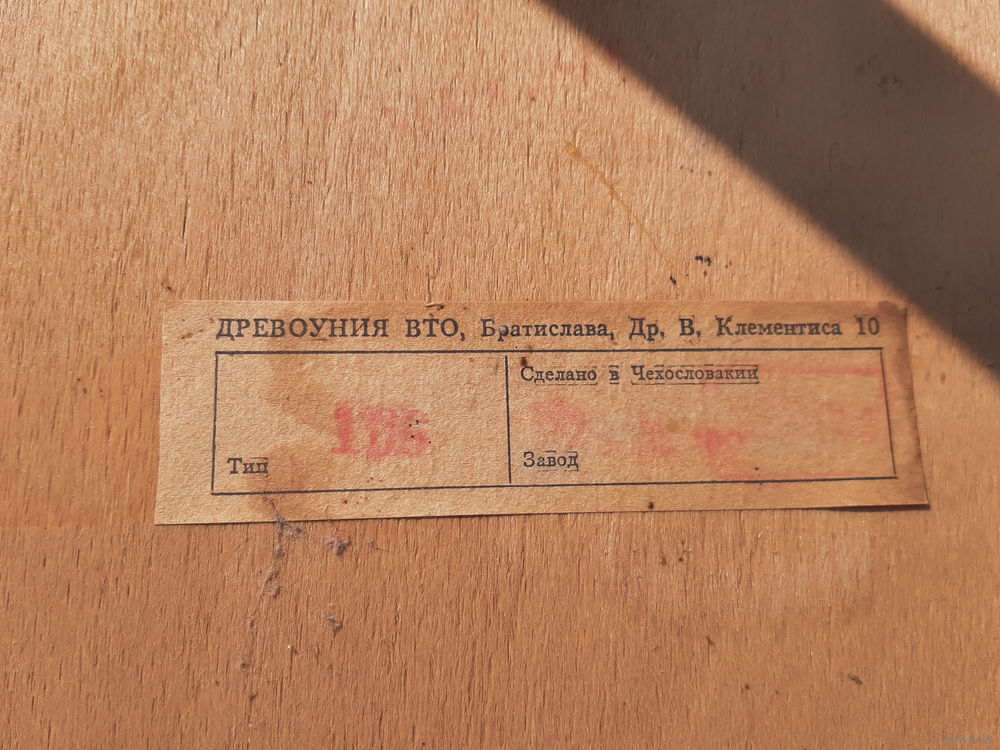 ДРЕВОУНИЯ ВТО, Братислава, Др. В. Клементиса 10
Сделано в Чехословакии
Тип
Завод